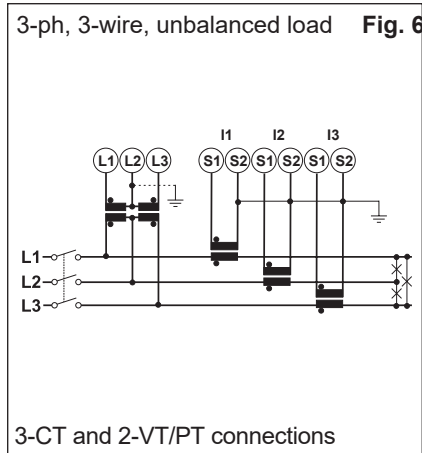 3-ph, 3-wire, unbalanced load Fig. 6
I1 I2 I3
L1 L2 L3 S1 S2 S1 S2 S1 S2
L1
L2
L3
3-CT and 2-VT/PT connections